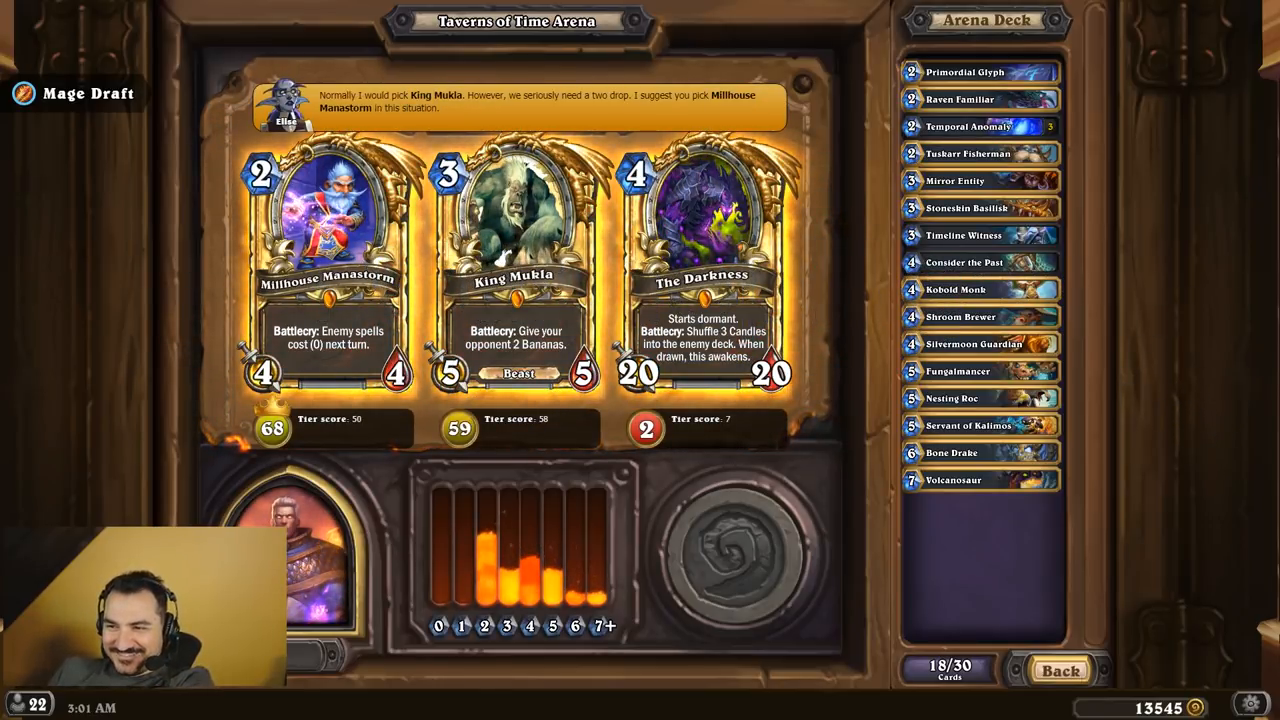 Taverns of Time Arena
Arena Deck
Mage Draft
Normally I would pick King Mukla. However, we seriously need a two drop. I suggest you pick Millhouse
Manastorm in this situation.
Elise
2
3
4
Millhouse Manastorm
King Mukla
The Darkness
Battlecry: Enemy spells
cost (0) next turn.
Battlecry: Give your
opponent 2 Bananas.
Starts dormant.
Battlecry: Shuffle 3 Candles
into the enemy deck. When
drawn, this awakens.
4
4
5
Beast
5
20
20
68
Tier score: 50
59
Tier score: 58
2
Tier score: 7
0 1 2 3 4 5 6 7+
2 Primordial Glyph
2 Raven Familiar
2 Temporal Anomaly 3
2 Tuskarr Fisherman
3 Mirror Entity
3 Stoneskin Basilisk
3 Timeline Witness
4 Consider the Past
4 Kobold Monk
4 Shroom Brewer
4 Silvermoon Guardian
5 Fungalmancer
5 Nesting Roc
5 Servant of Kalimos
6 Bone Drake
7 Volcanosaur
18/30
Cards
Back
22
3:01 AM
13545